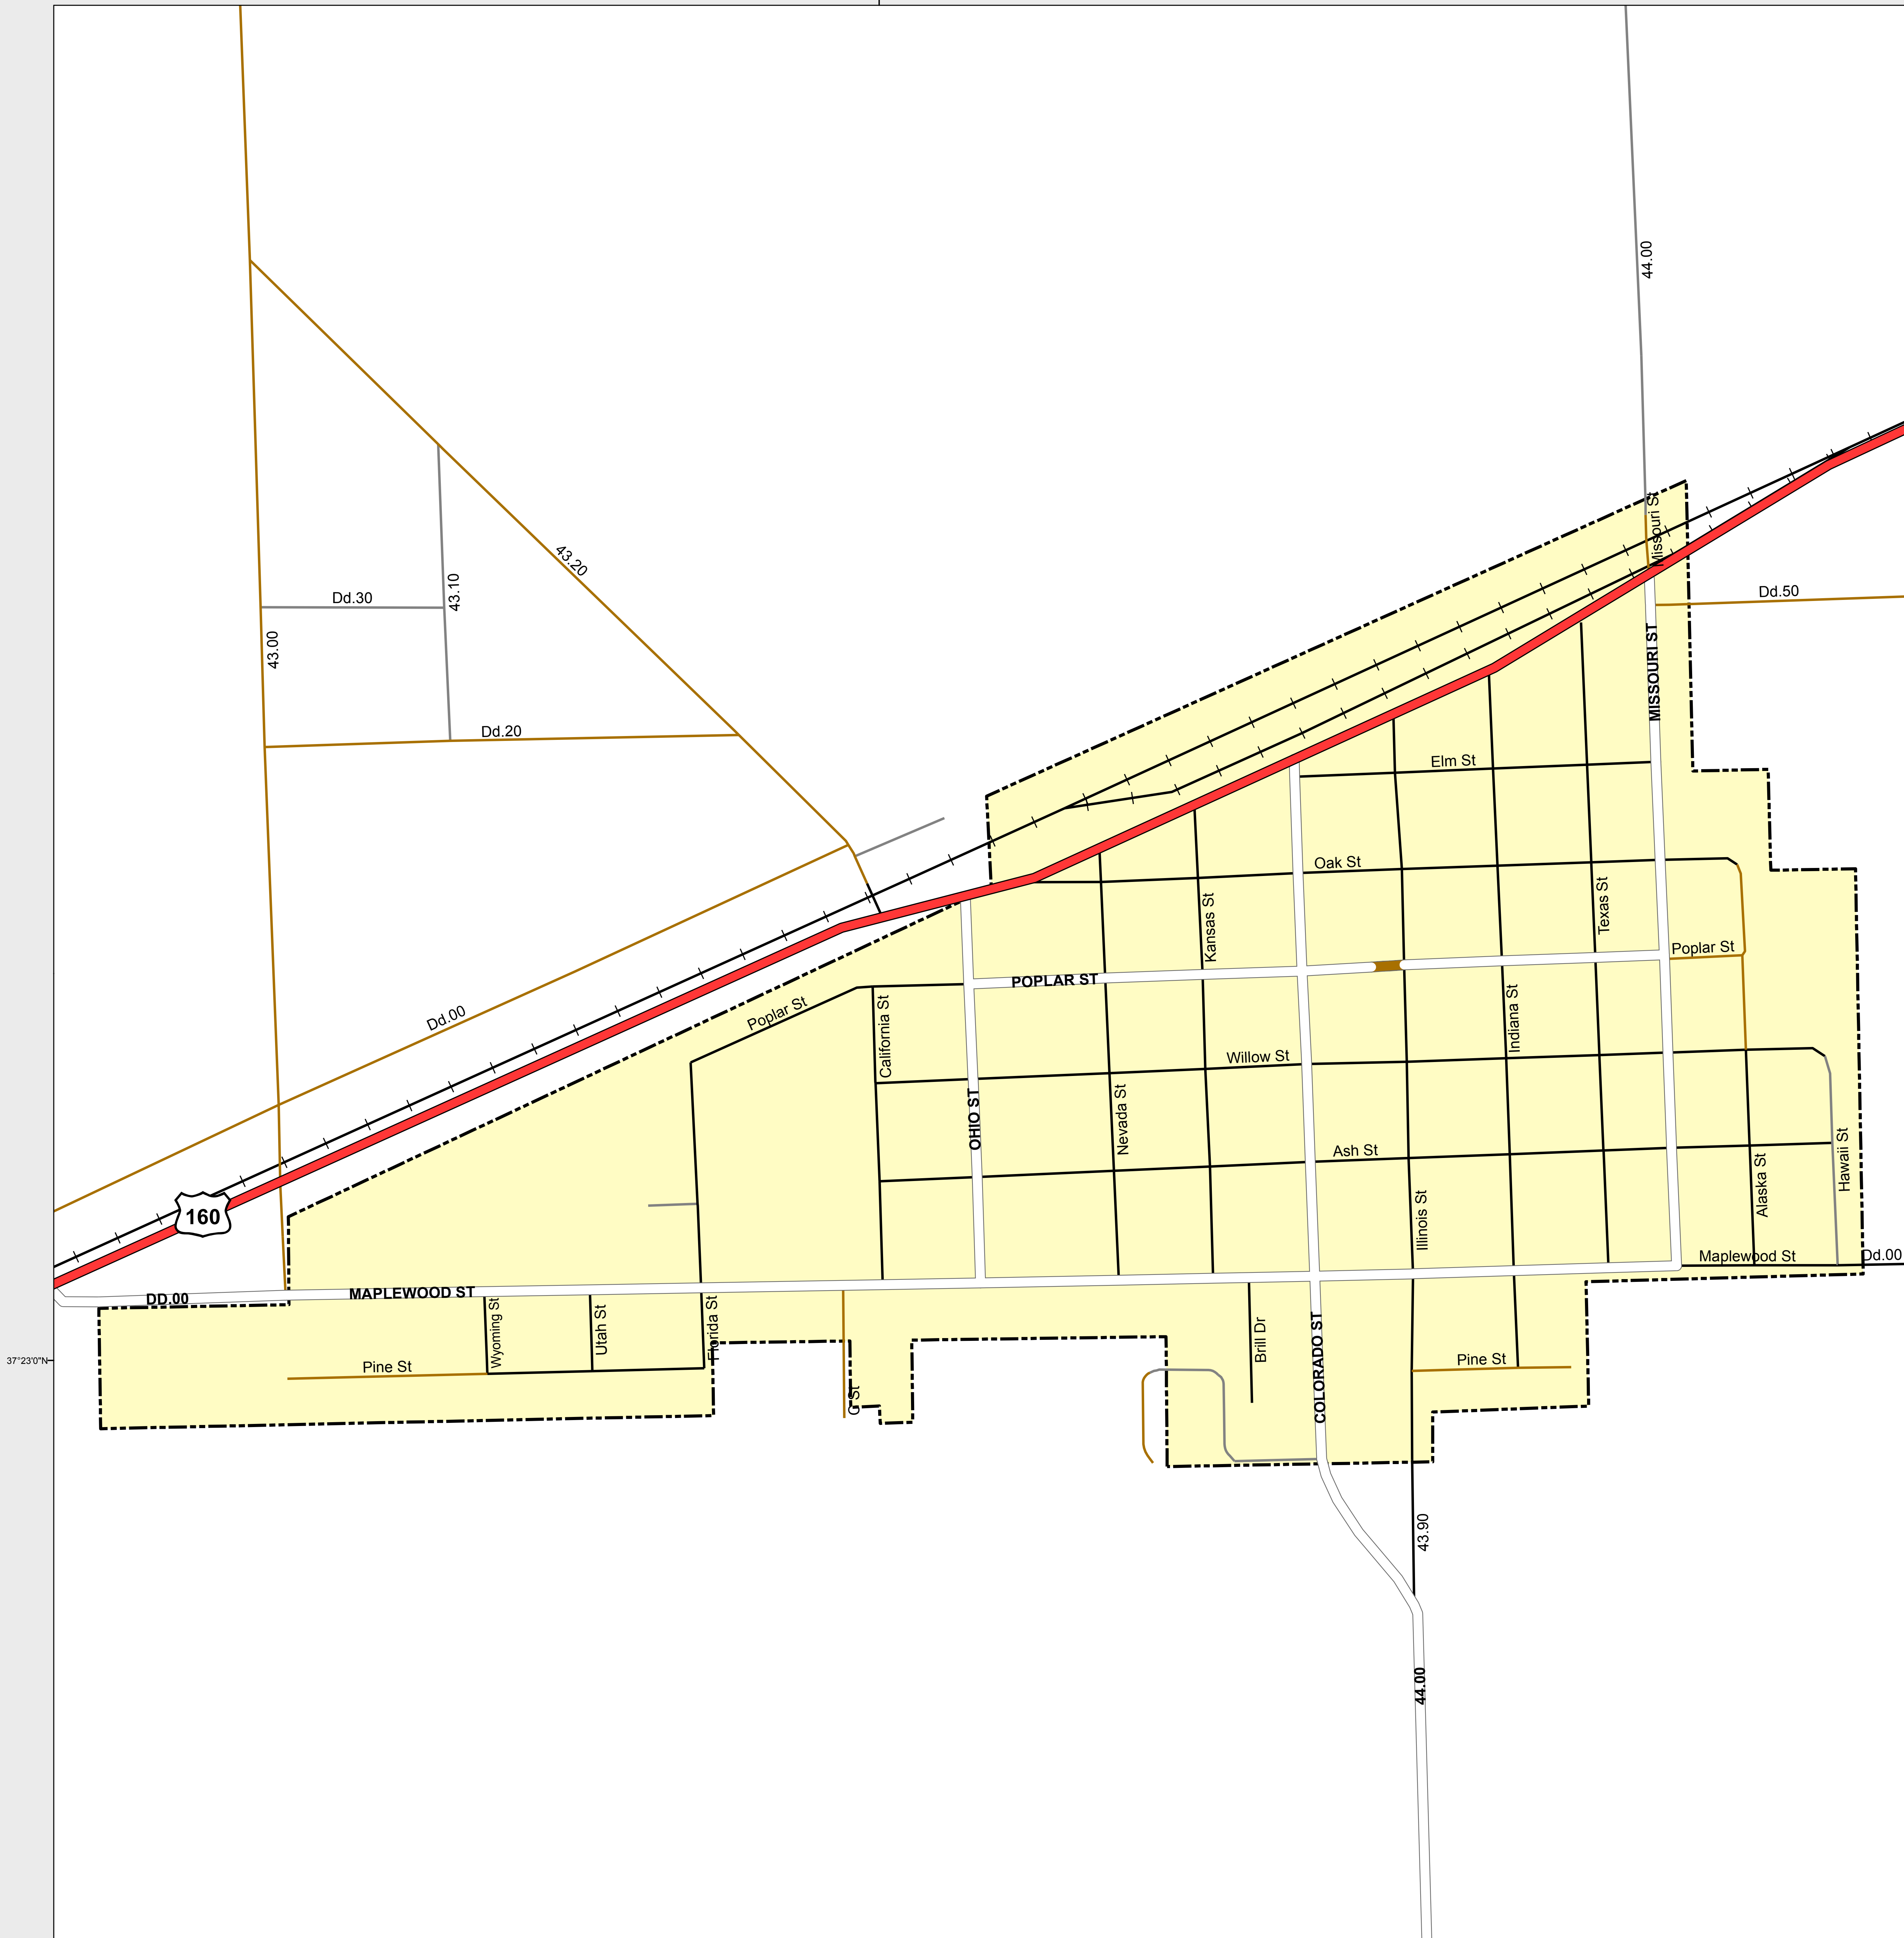 44.00
Missouri St
43.20
Dd.30
43.10
Dd.50
43.00
MISSOURI ST
Dd.20
Elm St
Oak St
Kansas St
Texas St
Poplar St
POPLAR ST
Poplar St
Dd.00
California St
Indiana St
Willow St
OHIO ST
Nevada St
Ash St
Alaska St
Hawaii St
160
Illinois St
Maplewood St
Dd.00
DD.00
MAPLEWOOD ST
Wyoming St
Utah St
Florida St
Brill Dr
COLORADO ST
37°23'0"N
Pine St
Pine St
C St
43.90
44.00